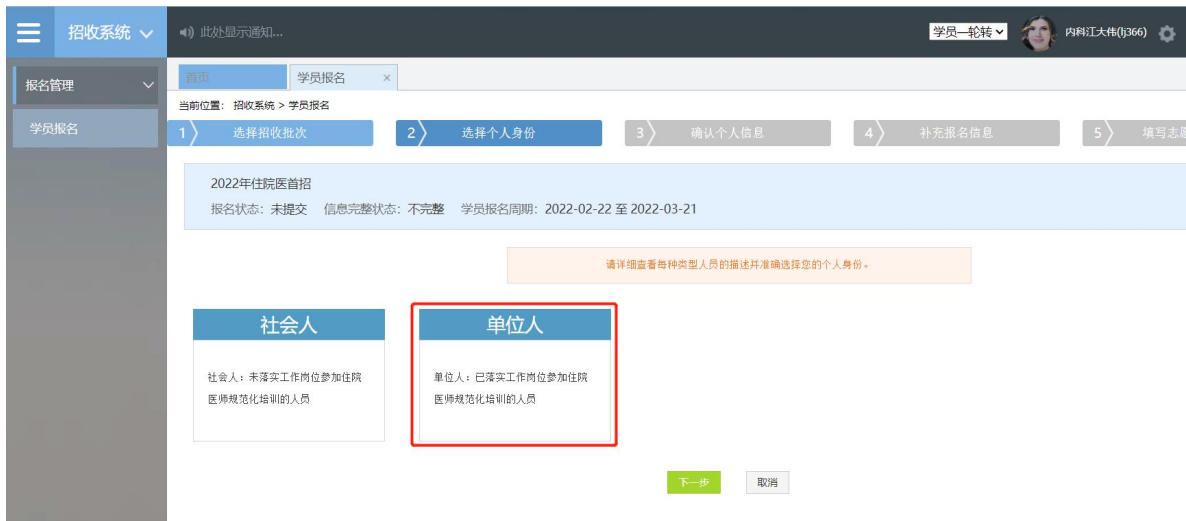 招收系统
此处显示通知...
学员—轮转
内科江大伟(lj366)
报名管理
学员报名
首页
学员报名 ×
当前位置： 招收系统 > 学员报名
1 选择招收批次
2 选择个人身份
3 确认个人信息
4 补充报名信息
5 填写志愿
2022年住院医首招
报名状态：未提交 信息完整状态：不完整 学员报名周期：2022-02-22 至 2022-03-21
请详细查看每种类型人员的描述并准确选择您的个人身份。
社会人
社会人：未落实工作岗位参加住院
医师规范化培训的人员
单位人
单位人：已落实工作岗位参加住院
医师规范化培训的人员
下一步
取消